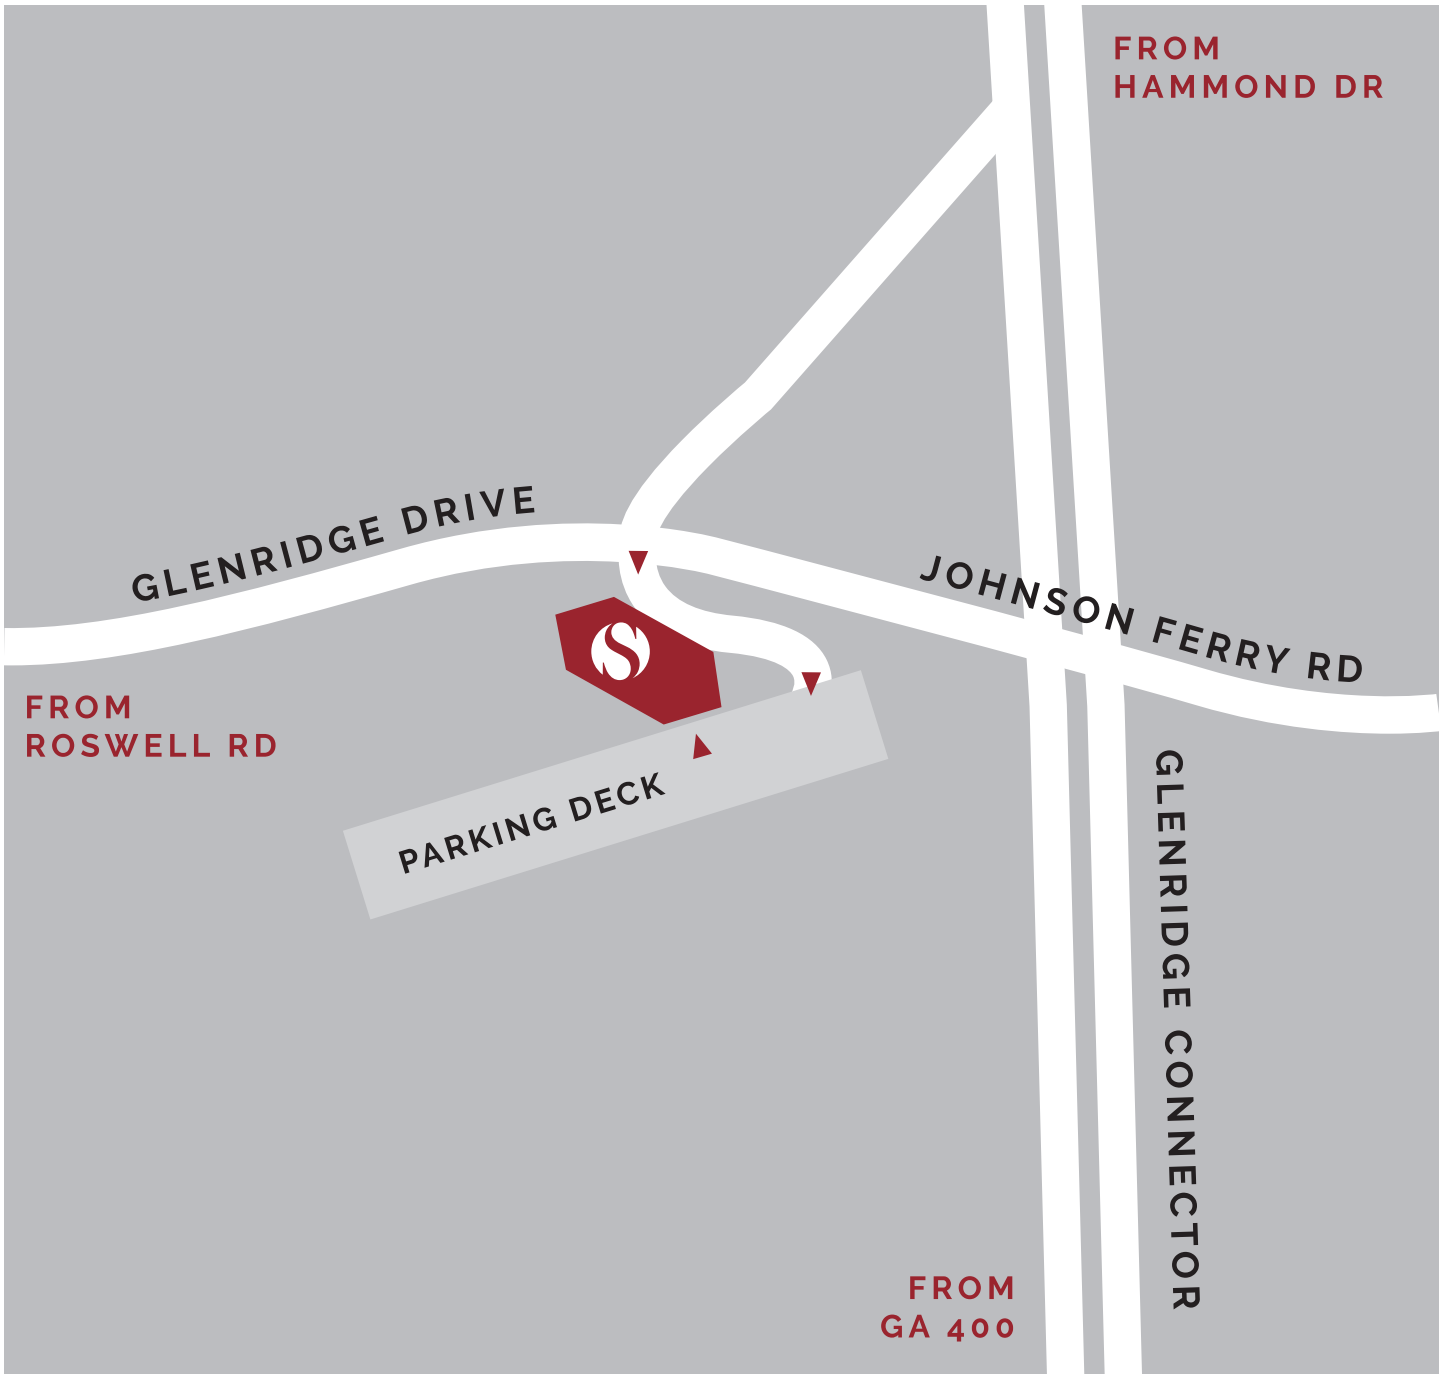 FROM
HAMMOND DR
GLENRIDGE DRIVE
JOHNSON FERRY RD
S
FROM
ROSWELL RD
PARKING DECK
GLENRIDGE CONNECTOR
FROM
GA 400